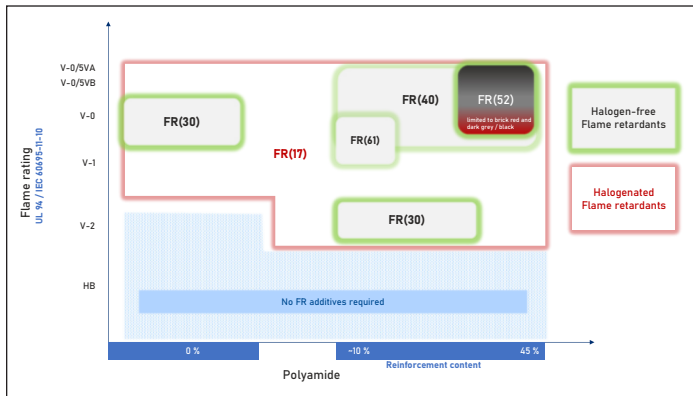 V-0/5VA
V-0/5VB
V-0
V-1
V-2
HB
Flame rating
UL 94 / IEC 60695-11-10
FR(30)
FR(17)
FR(40)
FR(52)
limited to brick red and
dark grey / black
FR(61)
FR(30)
No FR additives required
0 %
~10 %
45 %
Reinforcement content
Polyamide
Halogen-free
Flame retardants
Halogenated
Flame retardants